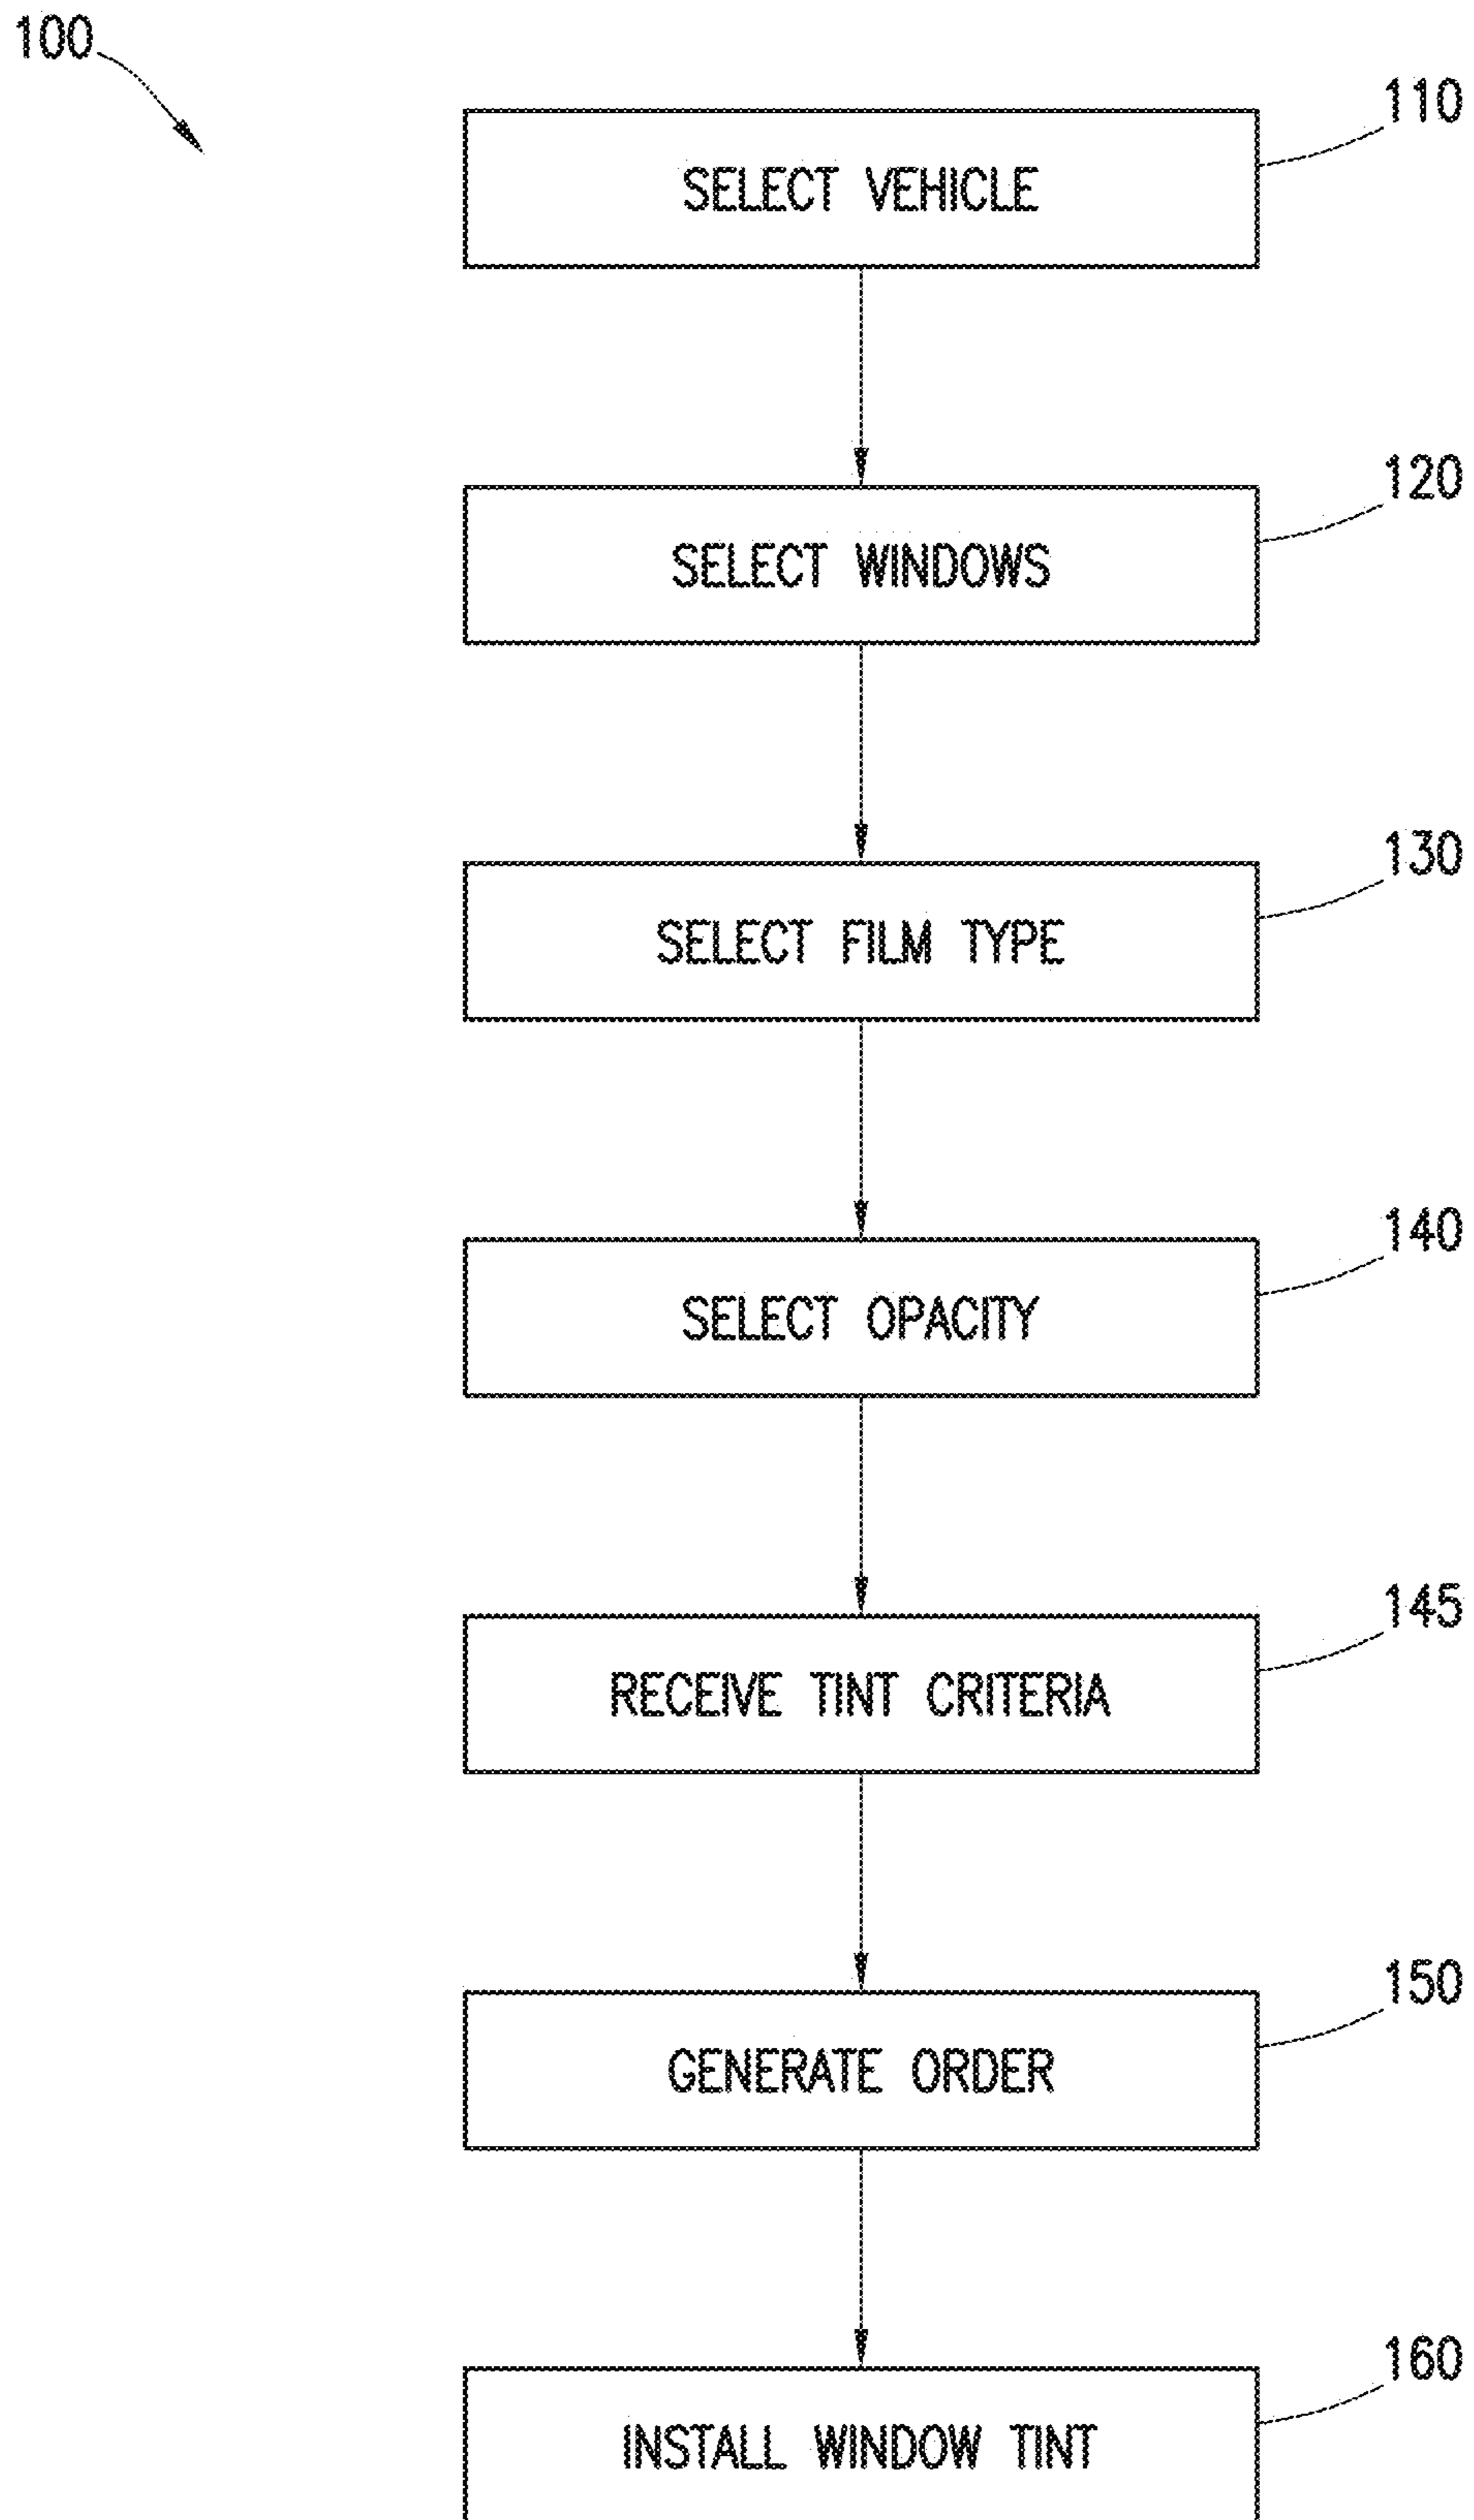 100
110
SELECT VEHICLE
120
SELECT WINDOWS
130
SELECT FILM TYPE
140
SELECT OPACITY
145
RECEIVE TINT CRITERIA
150
GENERATE ORDER
160
INSTALL WINDOW TINT